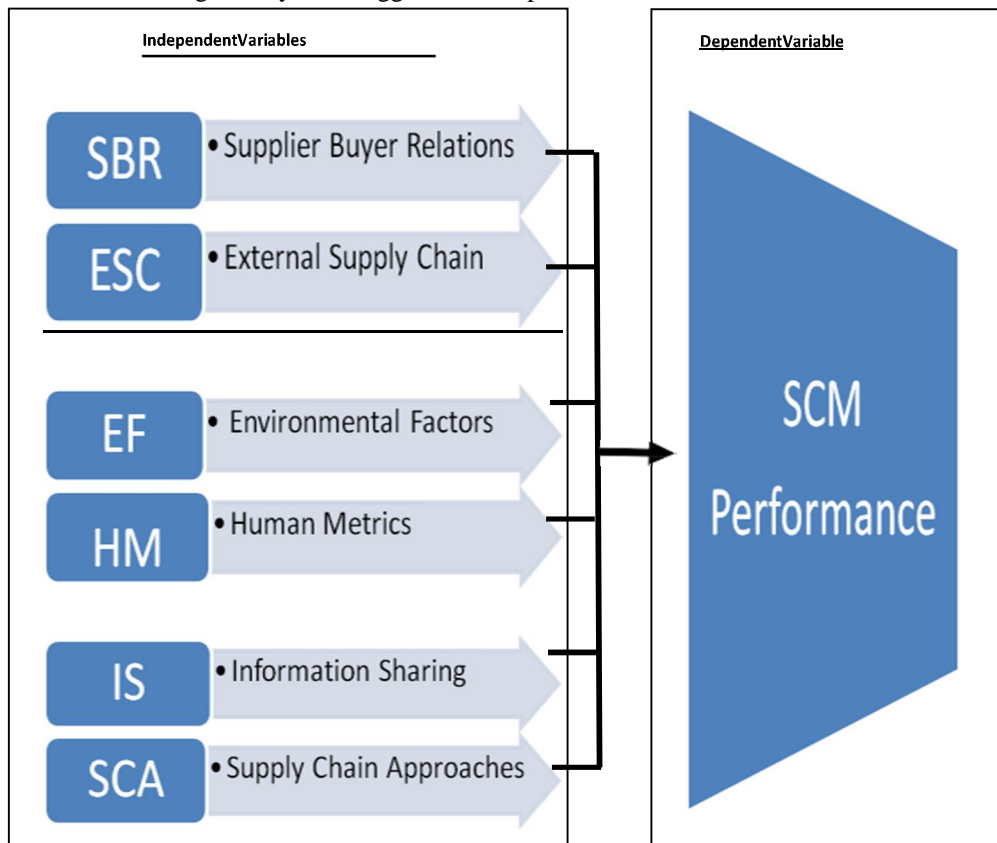 IndependentVariables
DependentVariable
SBR
• Supplier Buyer Relations
ESC
• External Supply Chain
EF
• Environmental Factors
HM
• Human Metrics
IS
• Information Sharing
SCA
• Supply Chain Approaches
SCM
Performance